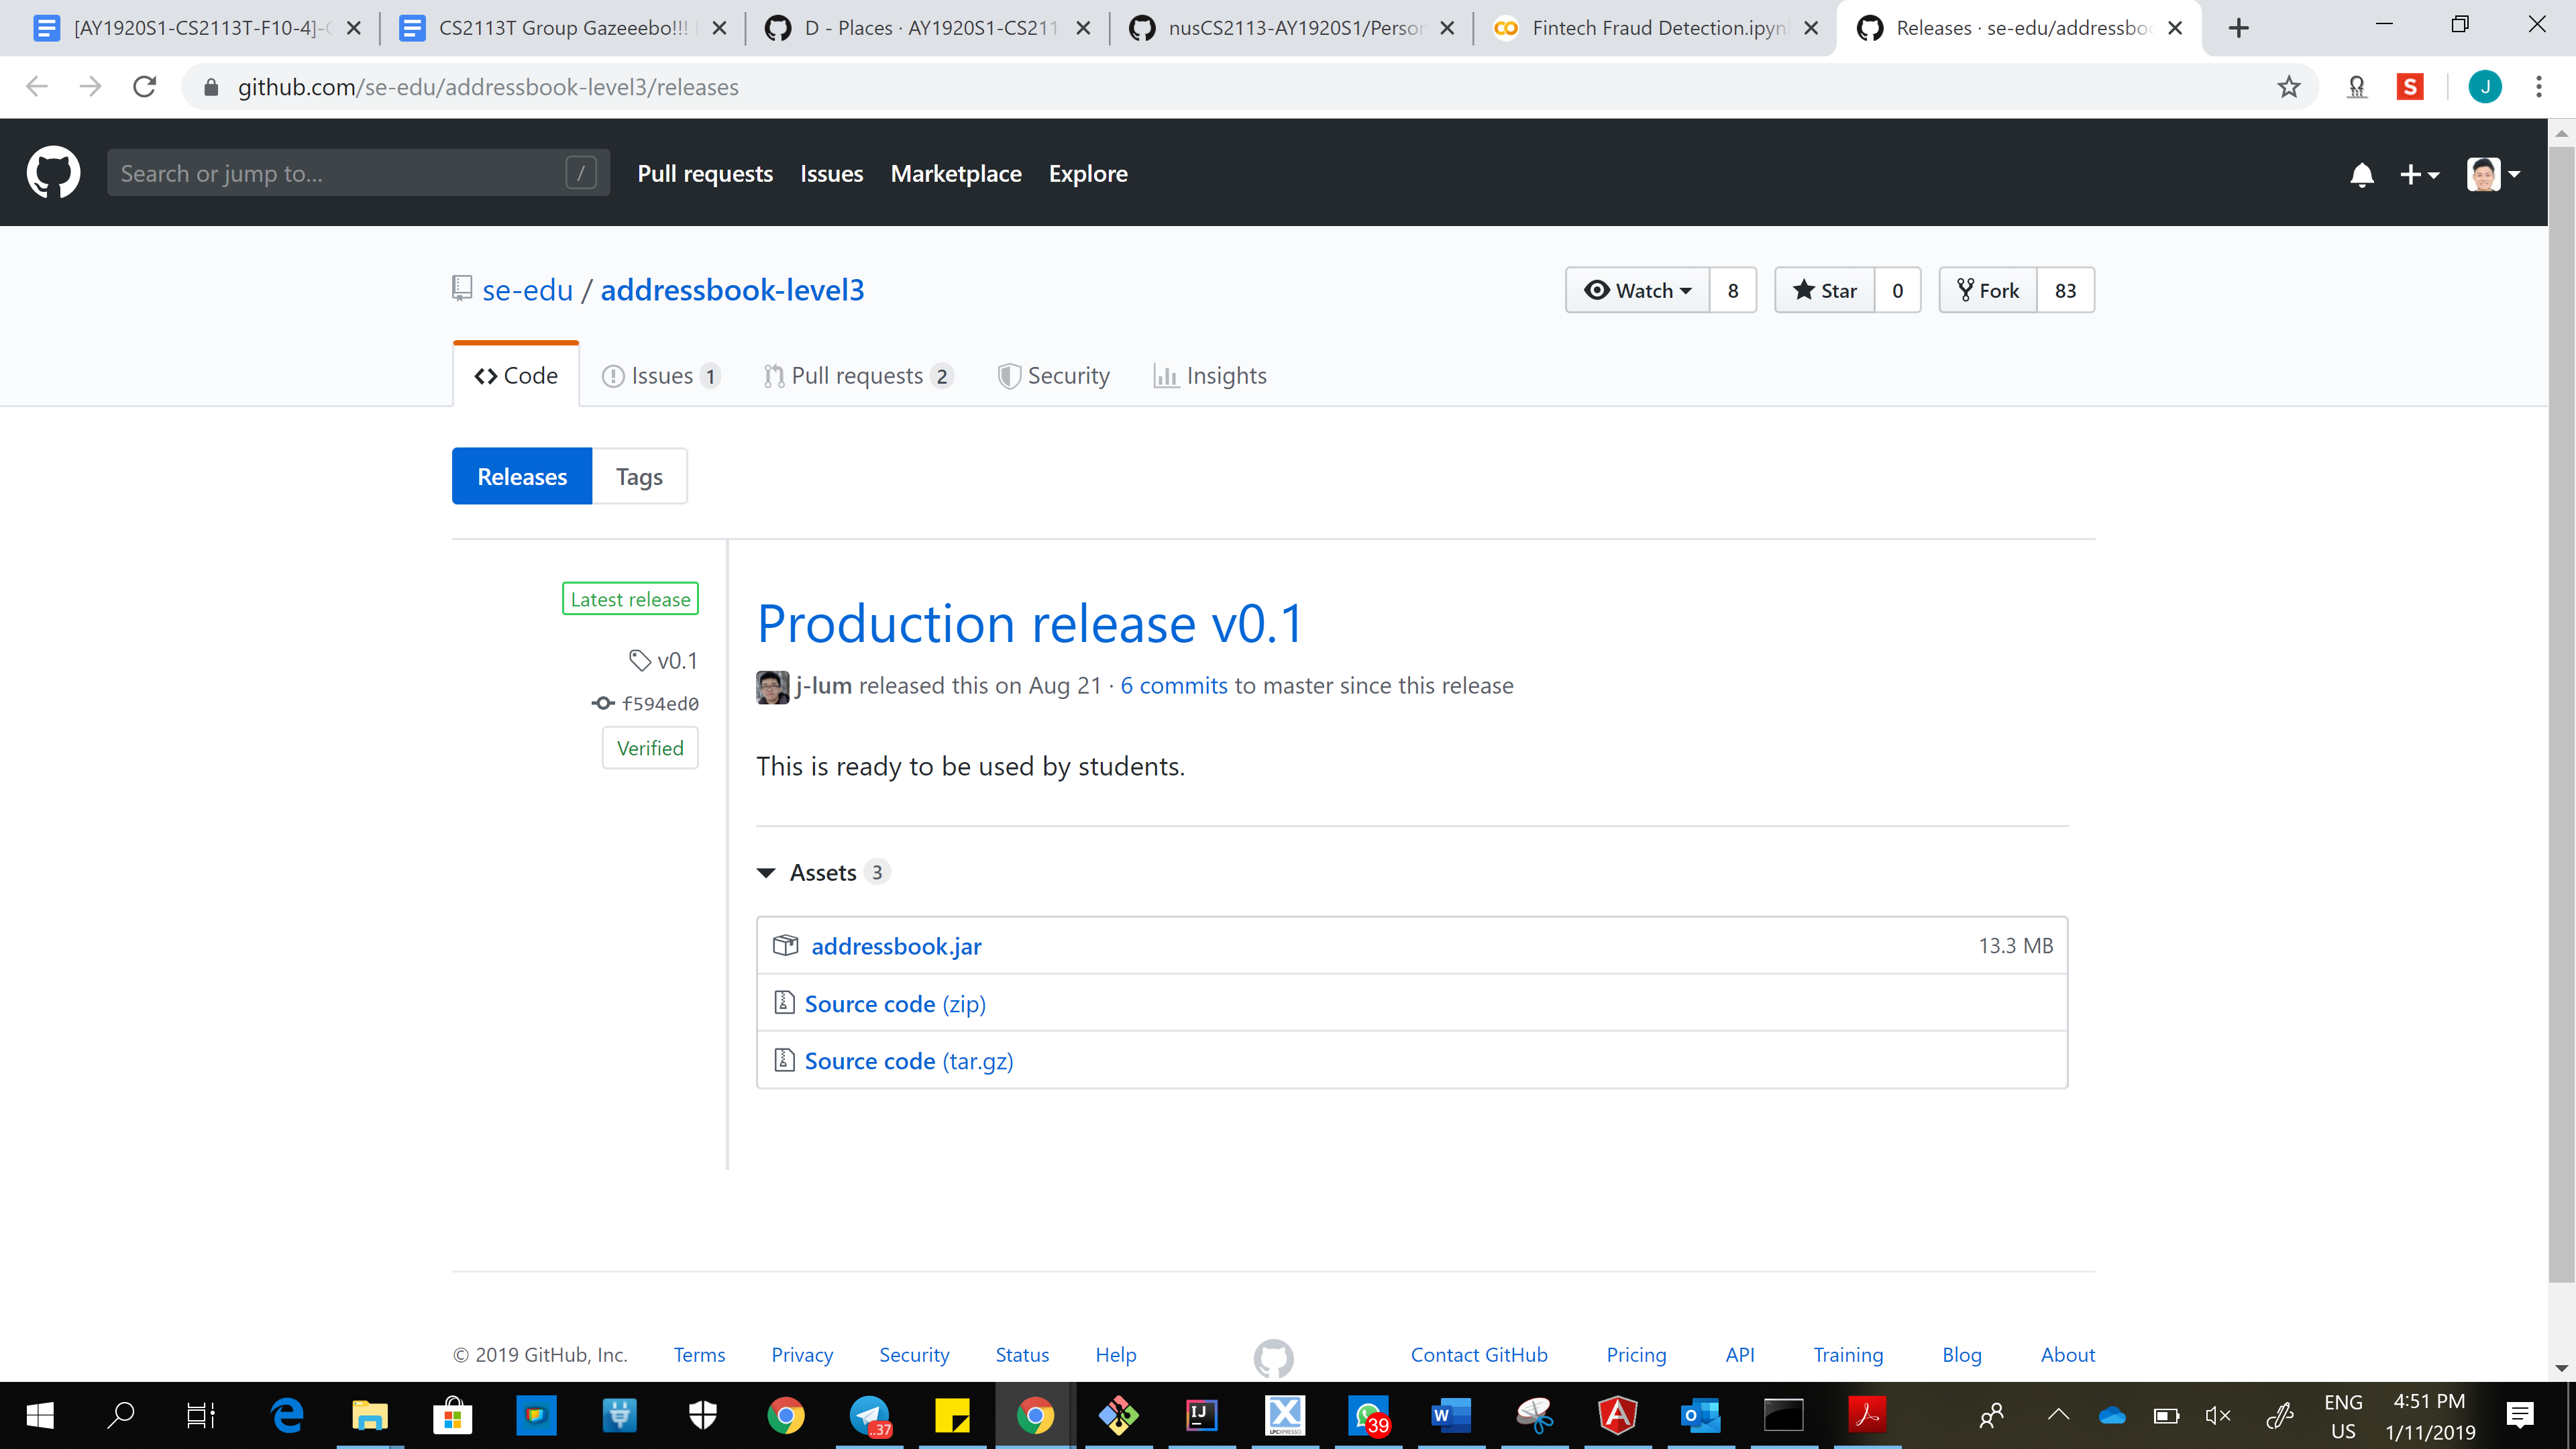 [AY1920S1-CS2113T-F10-4]-
CS2113T Group Gazeeebo!!!
D - Places · AY1920S1-CS211
nusCS2113-AY1920S1/Person
Fintech Fraud Detection.ipyn
Releases · se-edu/addressboo
github.com/se-edu/addressbook-level3/releases
S
J
Search or jump to...
/
Pull requests
Issues
Marketplace
Explore
se-edu / addressbook-level3
Watch 8
Star 0
Fork 83
Code
Issues 1
Pull requests 2
Security
Insights
Releases
Tags
Latest release
v0.1
f594ed0
Verified
Production release v0.1
j-lum released this on Aug 21 · 6 commits to master since this release
This is ready to be used by students.
Assets 3
addressbook.jar 13.3 MB
Source code (zip)
Source code (tar.gz)
© 2019 GitHub, Inc. Terms Privacy Security Status Help Contact GitHub Pricing API Training Blog About
..37
IJ
X
LPCXPRESSO
39
W
A
O
ENG
US
4:51 PM
1/11/2019